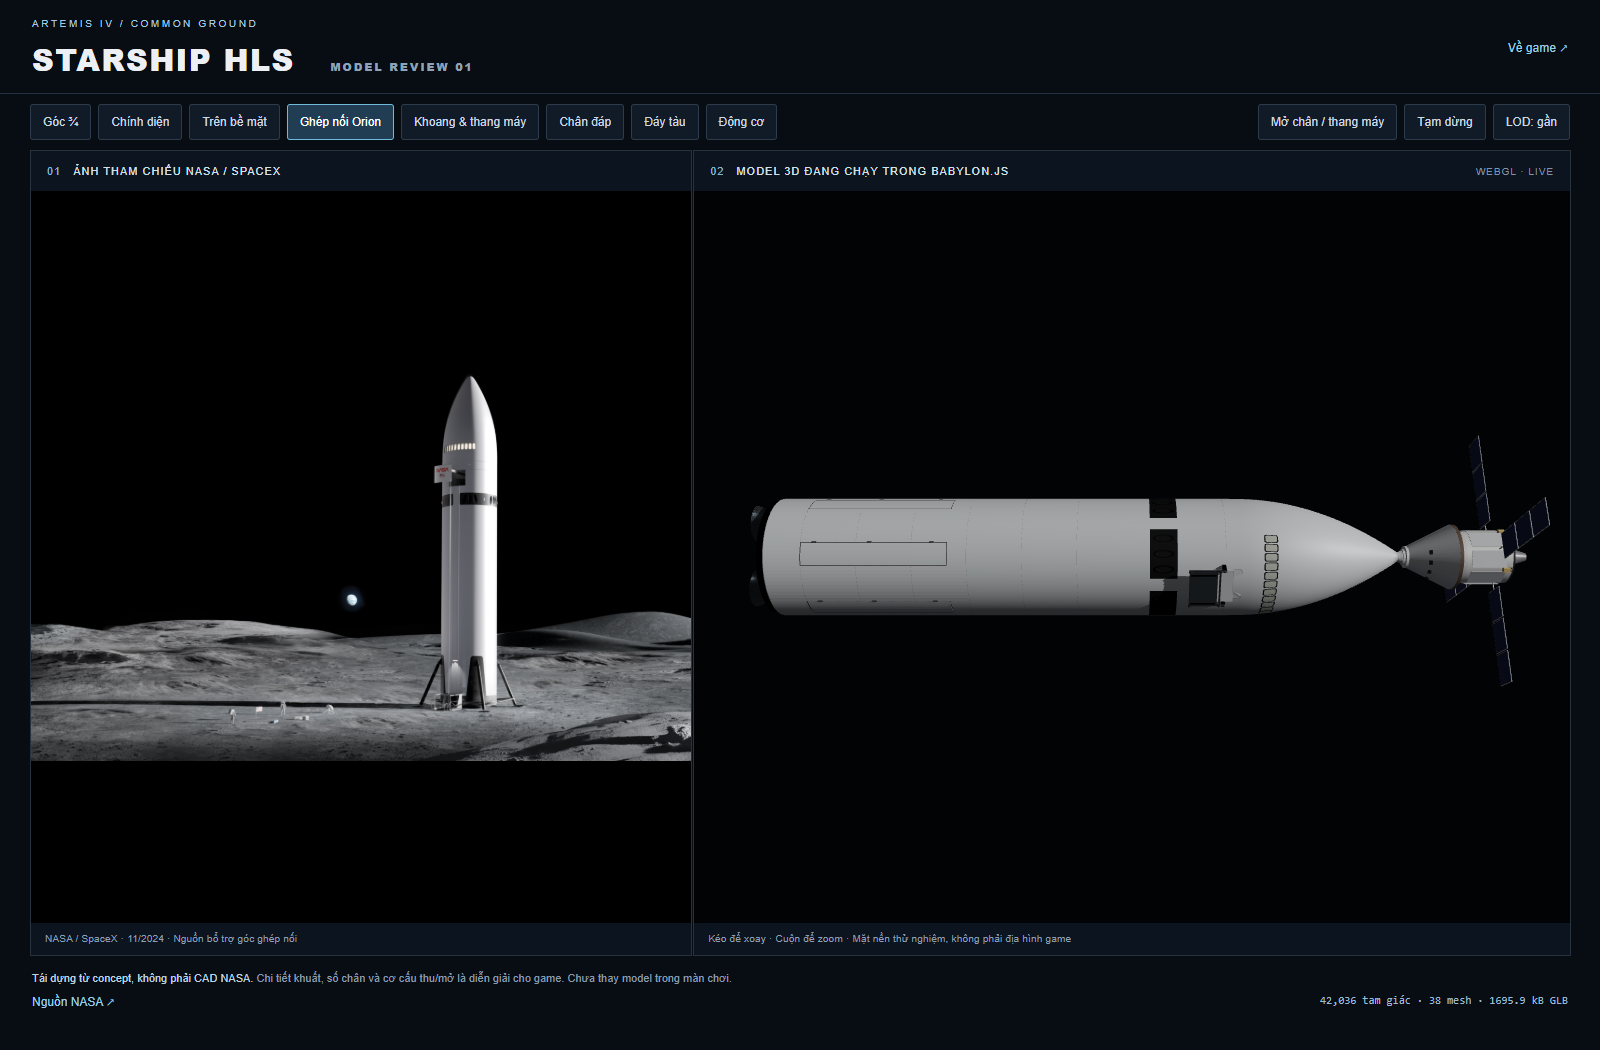 ARTEMIS IV / COMMON GROUND
STARSHIP HLS
MODEL REVIEW 01
Về game ↗
Góc ¾
Chính diện
Trên bề mặt
Ghép nối Orion
Khoang & thang máy
Chân đáp
Đáy tàu
Động cơ
Mở chân / thang máy
Tạm dừng
LOD: gần
01 ẢNH THAM CHIẾU NASA / SPACEX
02 MODEL 3D ĐANG CHẠY TRONG BABYLON.JS
WEBGL · LIVE
NASA / SpaceX · 11/2024 · Nguồn bổ trợ góc ghép nối
Kéo để xoay · Cuộn để zoom · Mặt nền thử nghiệm, không phải địa hình game
Tái dựng từ concept, không phải CAD NASA. Chi tiết khuất, số chân và cơ cấu thu/mở là diễn giải cho game. Chưa thay model trong màn chơi.
Nguồn NASA ↗
42,036 tam giác · 38 mesh · 1695.9 kB GLB